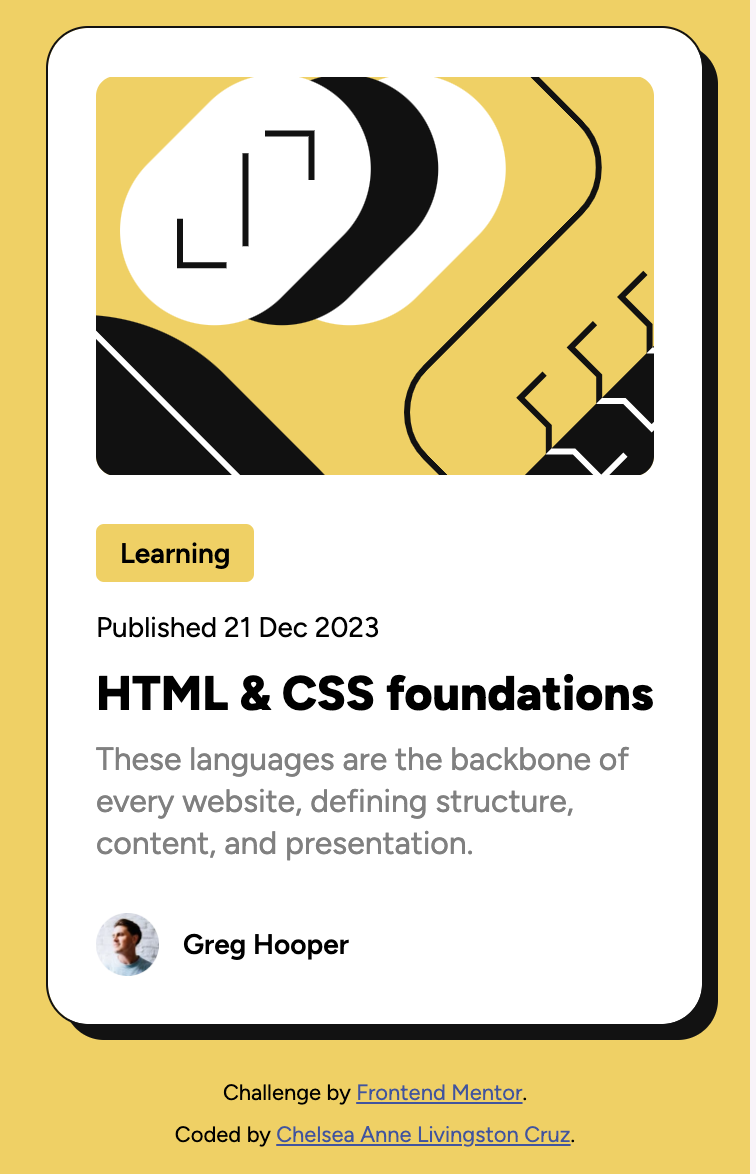 Learning
Published 21 Dec 2023
HTML & CSS foundations
These languages are the backbone of
every website, defining structure,
content, and presentation.
Greg Hooper
Challenge by Frontend Mentor.
Coded by Chelsea Anne Livingston Cruz.